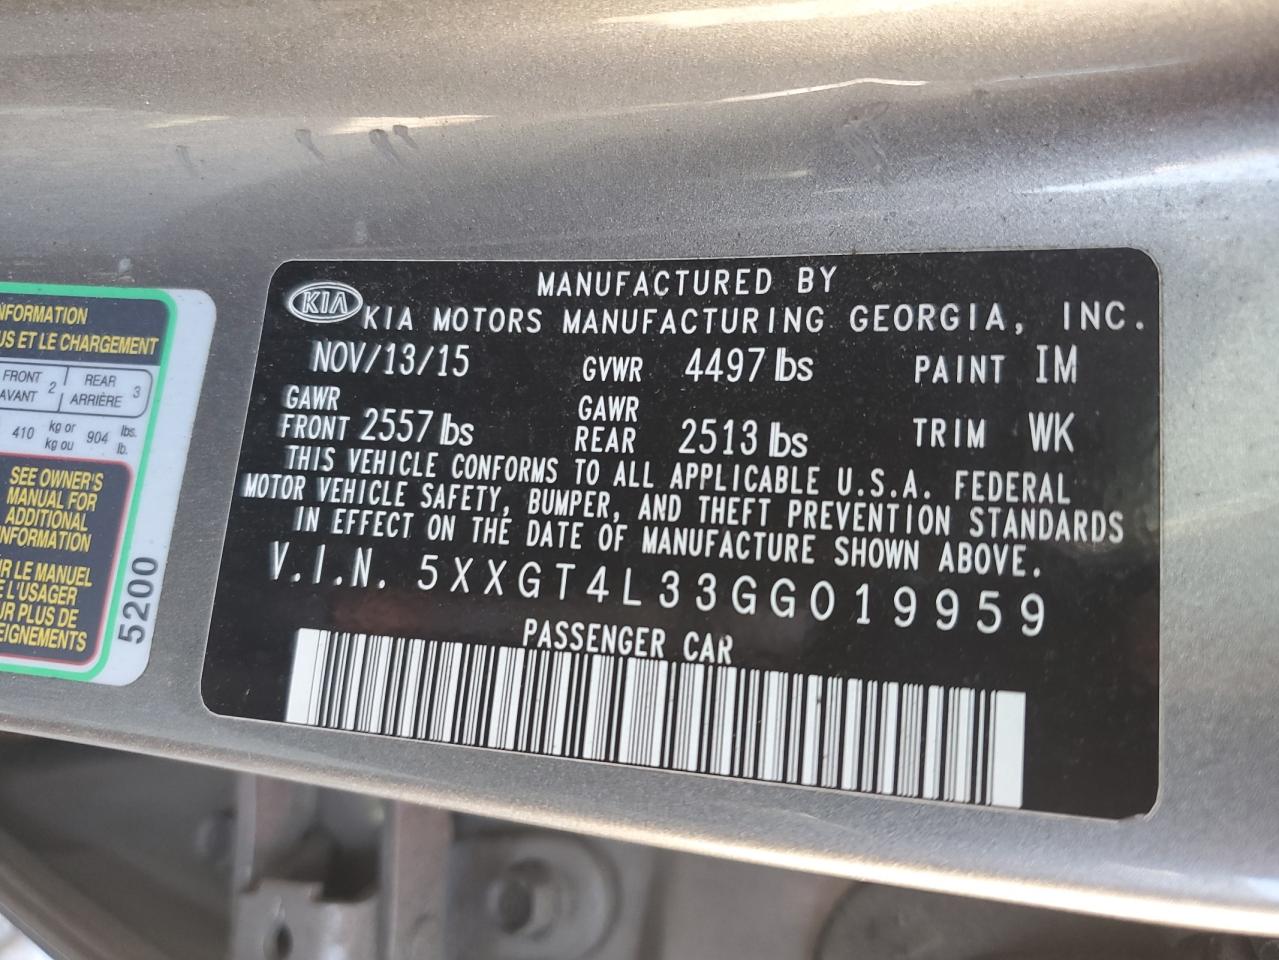 NFORMATION
US ET LE CHARGEMENT
FRONT 2 REAR 3
AVANT ARRIÈRE
410 kg or 904 lbs.
kg ou lb.
SEE OWNER'S
MANUAL FOR
ADDITIONAL
INFORMATION
R LE MANUEL
E L'USAGER
UR PLUS DE
EIGNEMENTS
5200
MANUFACTURED BY
KIA KIA MOTORS MANUFACTURING GEORGIA, INC.
NOV/13/15 GVWR 4497 lbs PAINT IM
GAWR GAWR
FRONT 2557 lbs REAR 2513 lbs TRIM WK
THIS VEHICLE CONFORMS TO ALL APPLICABLE U.S.A. FEDERAL
MOTOR VEHICLE SAFETY, BUMPER, AND THEFT PREVENTION STANDARDS
IN EFFECT ON THE DATE OF MANUFACTURE SHOWN ABOVE.
V.I.N. 5XXGT4L33GG019959
PASSENGER CAR